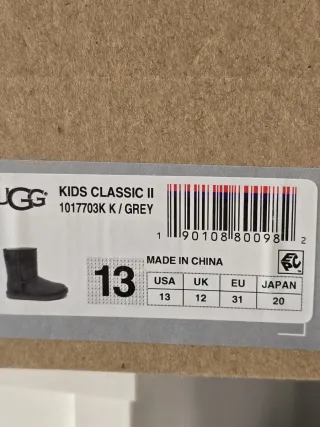 UGG®
KIDS CLASSIC II
1017703K K / GREY
1 90108 80098 2
MADE IN CHINA
13
USA UK EU JAPAN
13 12 31 20